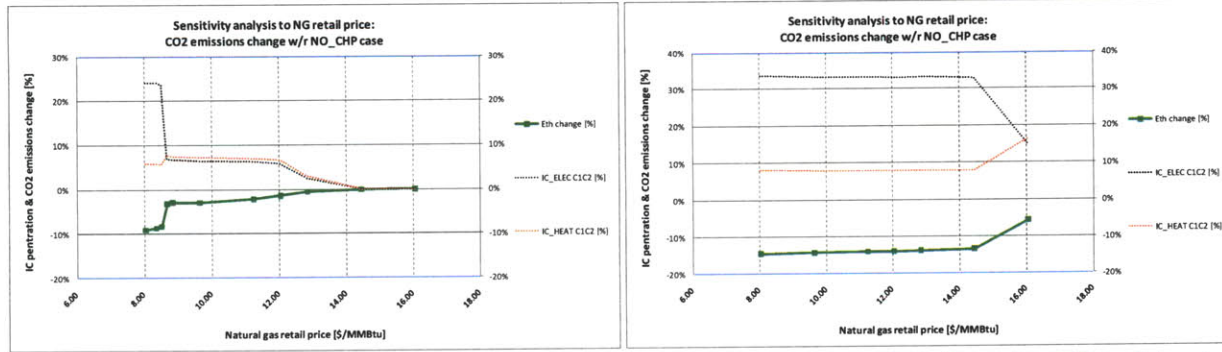 Sensitivity analysis to NG retail price:
CO2 emissions change w/r NO_CHP case
IC pentration & CO2 emissions change [%]
30%
20%
10%
0%
-10%
-20%
30%
20%
10%
0%
-10%
-20%
6.00
8.00
10.00
12.00
14.00
16.00
18.00
Natural gas retail price [$/MMBtu]
Eth change [%]
IC_ELEC C1C2 [%]
IC_HEAT C1C2 [%]
Sensitivity analysis to NG retail price:
CO2 emissions change w/r NO_CHP case
IC pentration & CO2 emissions change [%]
40%
30%
20%
10%
0%
-10%
-20%
40%
30%
20%
10%
0%
-10%
-20%
6.00
8.00
10.00
12.00
14.00
16.00
18.00
Natural gas retail price [$/MMBtu]
Eth change [%]
IC_ELEC C1C2 [%]
IC_HEAT C1C2 [%]